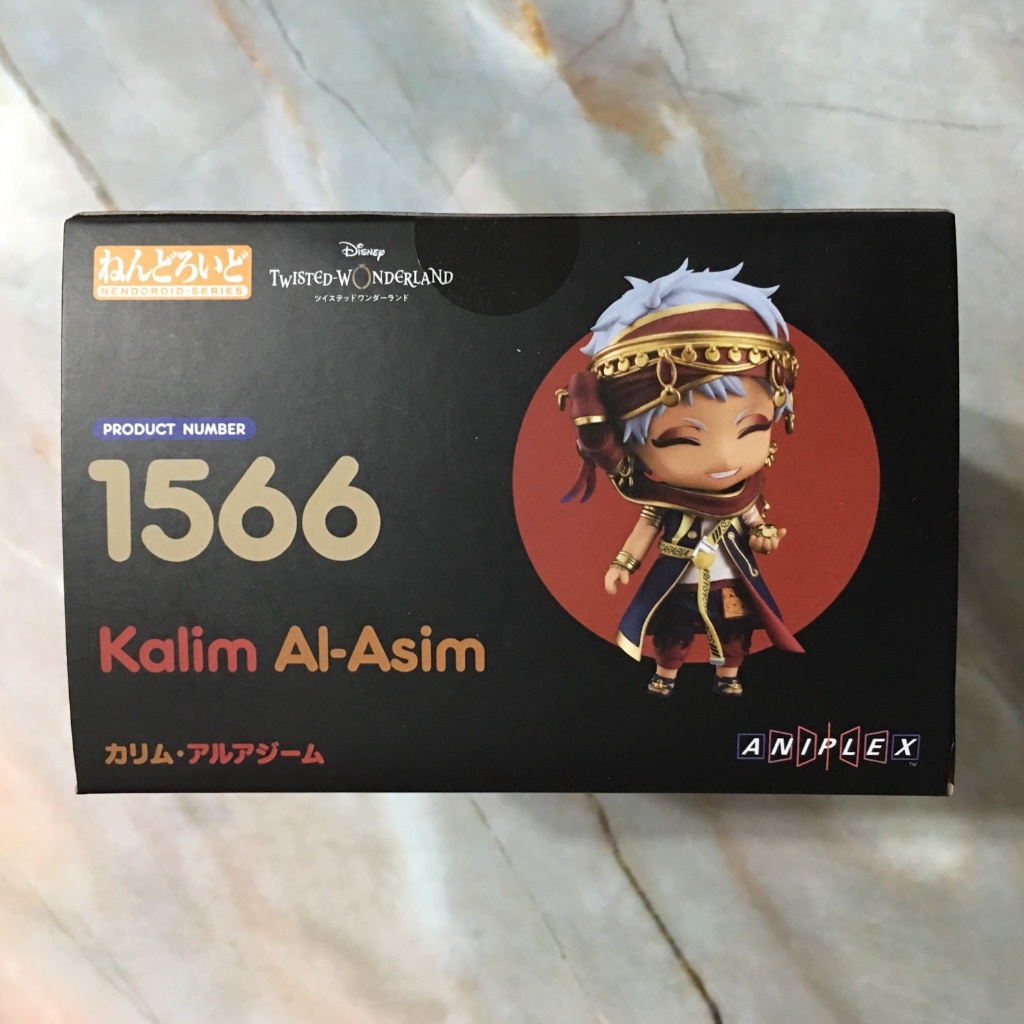 ねんどろいど
NENDOROID·SERIES
Disney
TWISTED-WONDERLAND
ツイステッドワンダーランド
PRODUCT NUMBER
1566
Kalim Al-Asim
カリム・アルアジーム
ANIPLEX
TM